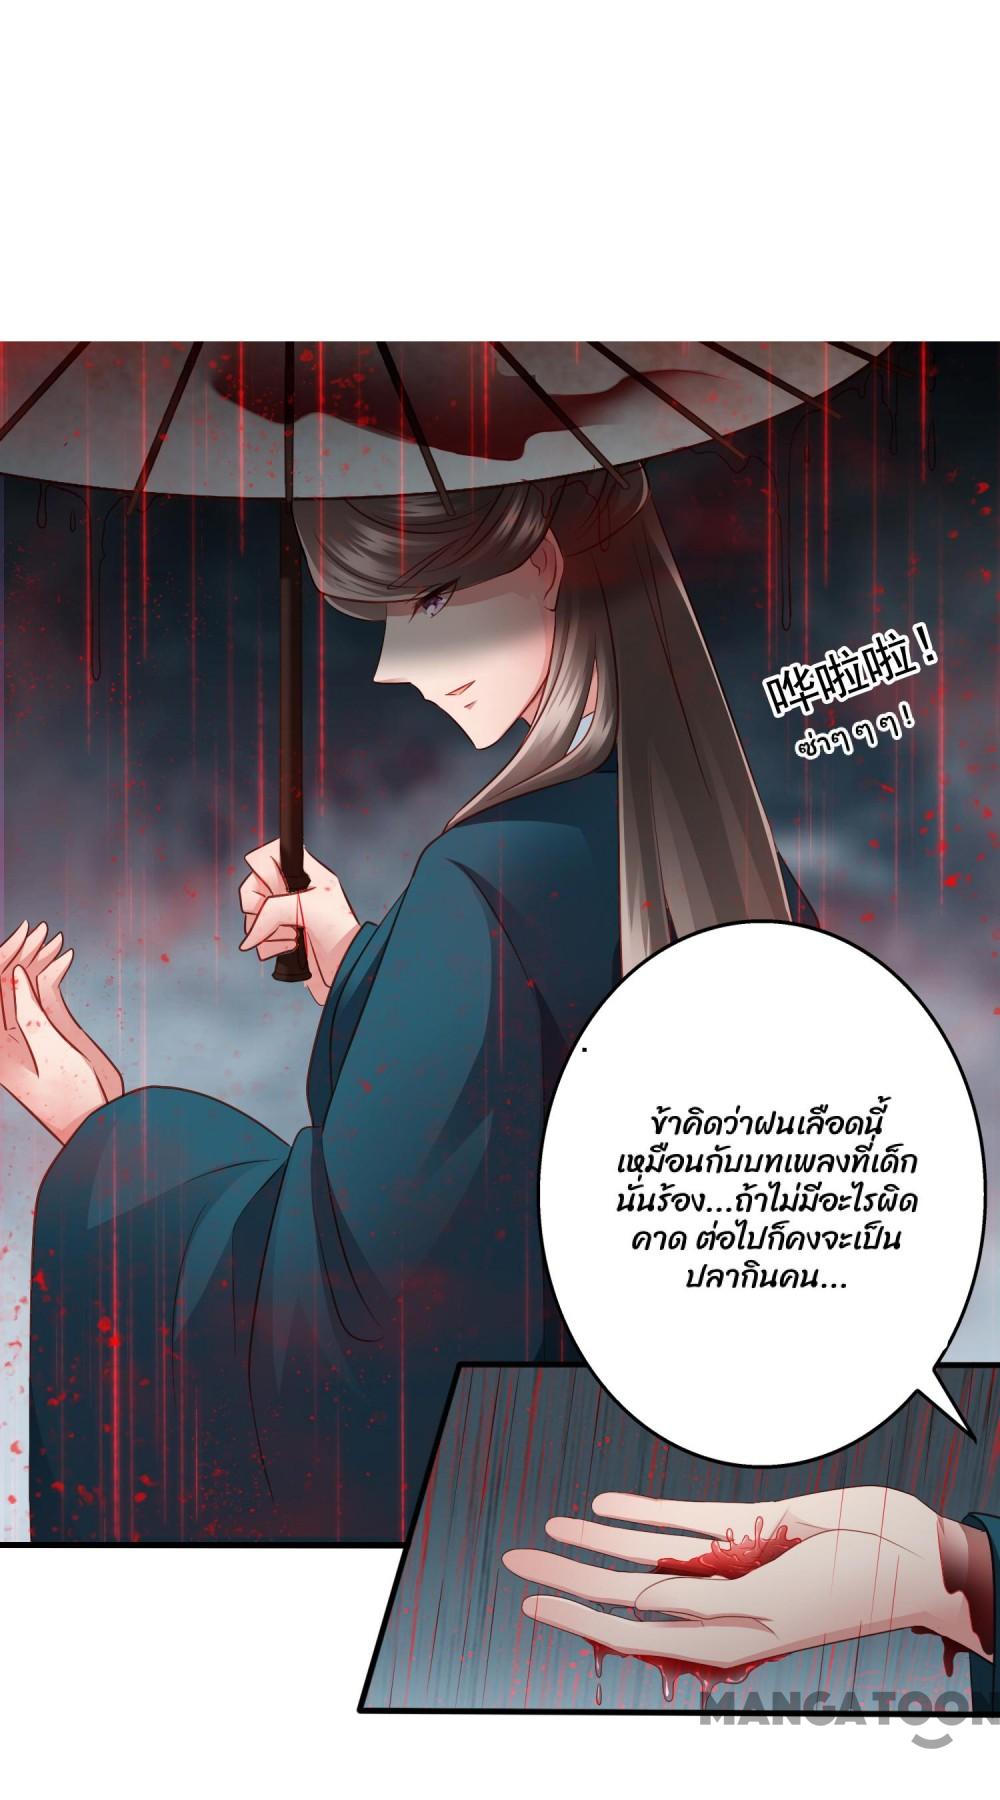 哗啦啦!
ซ่าๆๆๆๆ!
ข้าคิดว่าฝนเลือดนี้
เหมือนกับบทเพลงที่เด็ก
นั่นร้อง...ถ้าไม่มีอะไรผิด
คาด ต่อไปก็คงจะเป็น
ปลากินคน...
MANGATOON